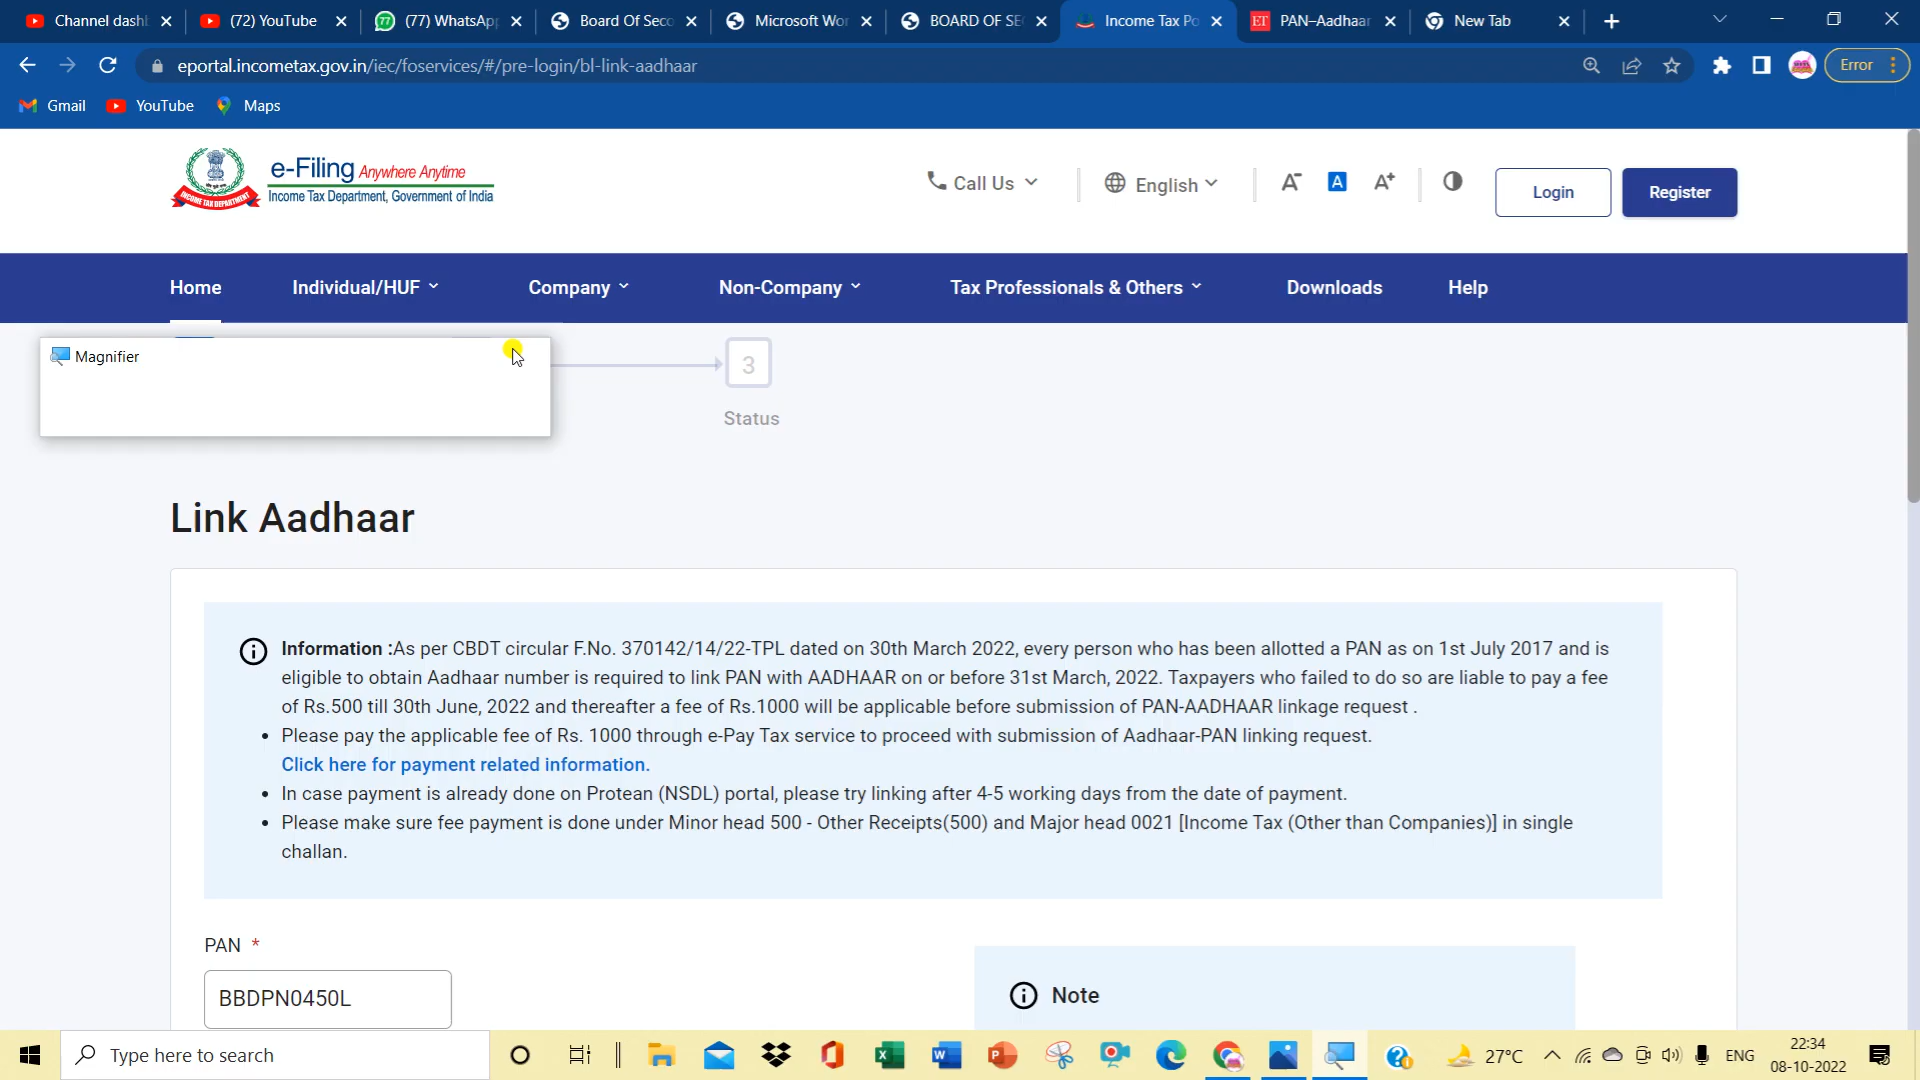 Channel dash
(72) YouTube
(77) WhatsApp
Board Of Seco
Microsoft Wor
BOARD OF SE
Income Tax Po
ET PAN–Aadhaar
New Tab
eportal.incometax.gov.in/iec/foservices/#/pre-login/bl-link-aadhaar
Error
Gmail
YouTube
Maps
e-Filing Anywhere Anytime
Income Tax Department, Government of India
INCOME TAX DEPARTMENT
Call Us
English
A-
A
A+
Login
Register
Home
Individual/HUF
Company
Non-Company
Tax Professionals & Others
Downloads
Help
Magnifier
3
Status
Link Aadhaar
Information :As per CBDT circular F.No. 370142/14/22-TPL dated on 30th March 2022, every person who has been allotted a PAN as on 1st July 2017 and is
eligible to obtain Aadhaar number is required to link PAN with AADHAAR on or before 31st March, 2022. Taxpayers who failed to do so are liable to pay a fee
of Rs.500 till 30th June, 2022 and thereafter a fee of Rs.1000 will be applicable before submission of PAN-AADHAAR linkage request .
• Please pay the applicable fee of Rs. 1000 through e-Pay Tax service to proceed with submission of Aadhaar-PAN linking request.
Click here for payment related information.
• In case payment is already done on Protean (NSDL) portal, please try linking after 4-5 working days from the date of payment.
• Please make sure fee payment is done under Minor head 500 - Other Receipts(500) and Major head 0021 [Income Tax (Other than Companies)] in single
challan.
PAN *
BBDPN0450L
Note
Type here to search
27°C
ENG
22:34
08-10-2022